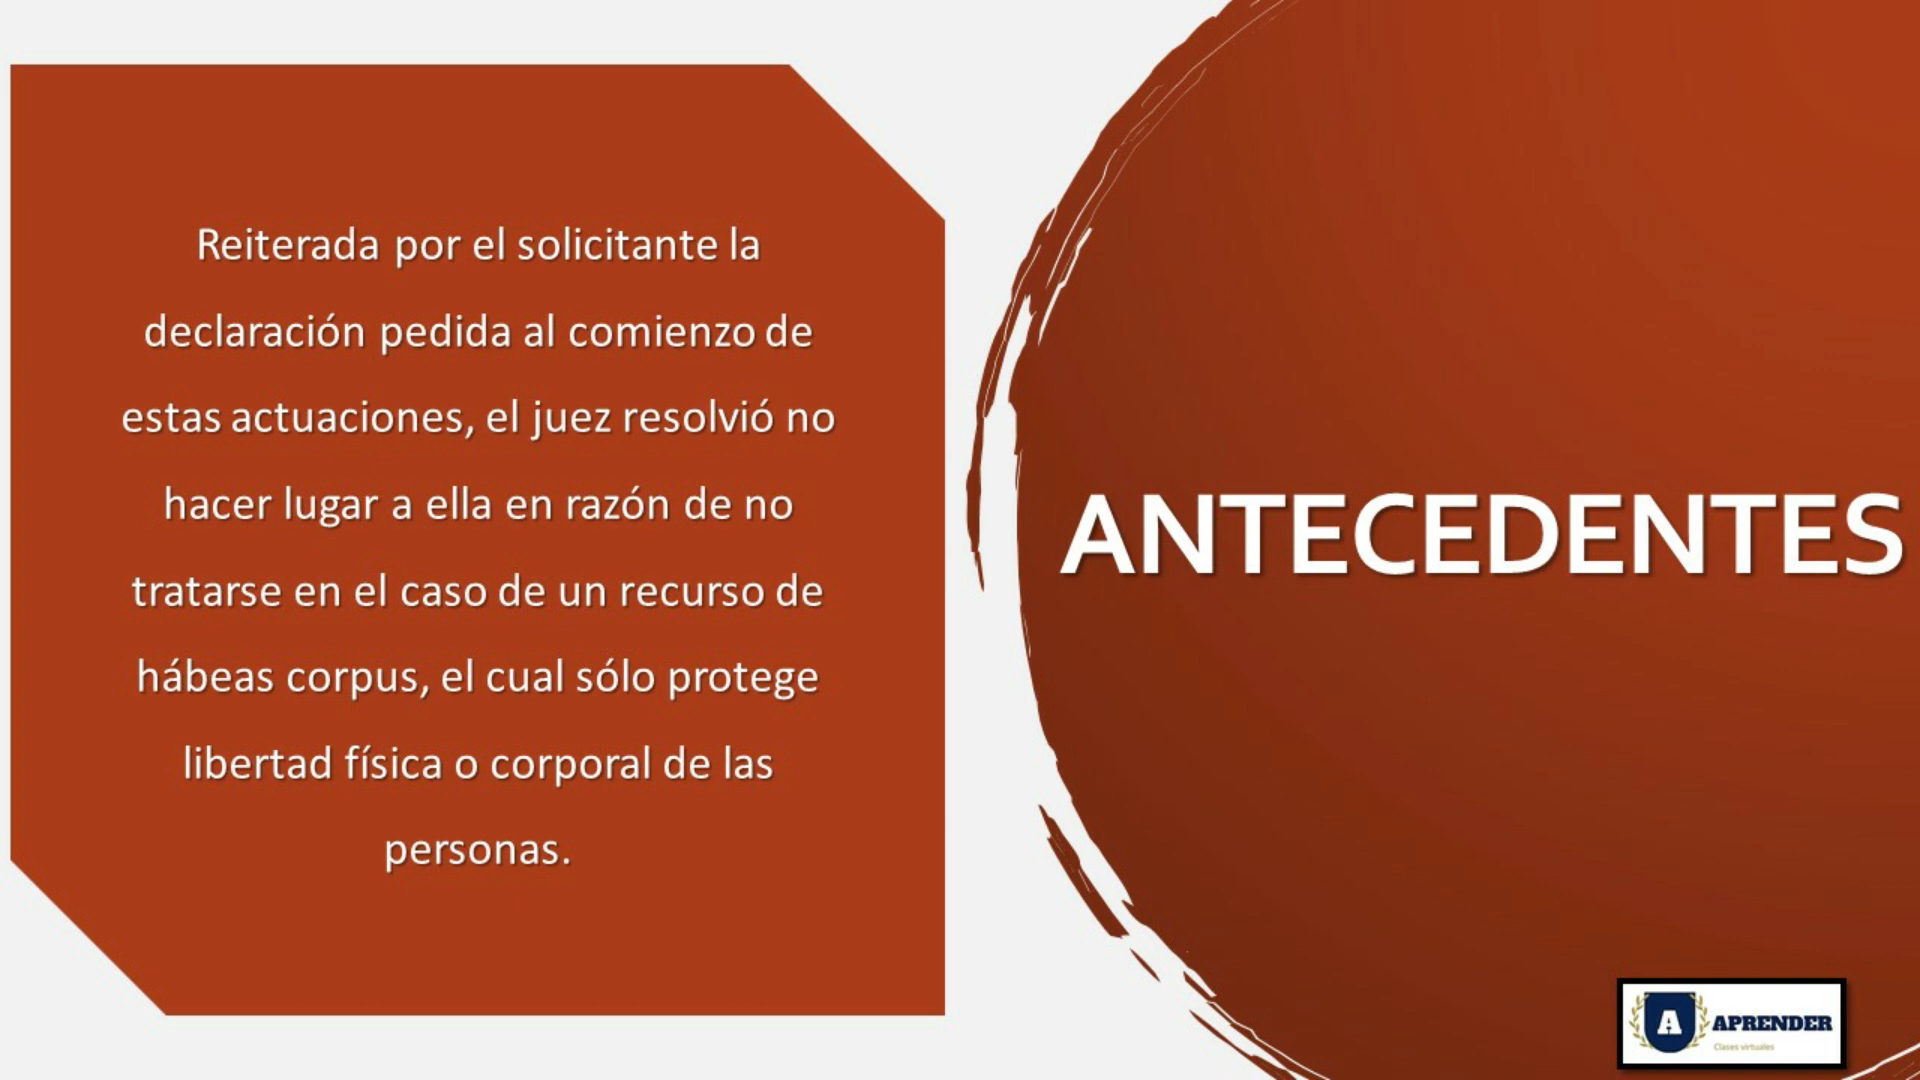 Reiterada por el solicitante la
declaración pedida al comienzo de
estas actuaciones, el juez resolvió no
hacer lugar a ella en razón de no
tratarse en el caso de un recurso de
hábeas corpus, el cual sólo protege
libertad física o corporal de las
personas.
ANTECEDENTES
A
APRENDER
Clases virtuales